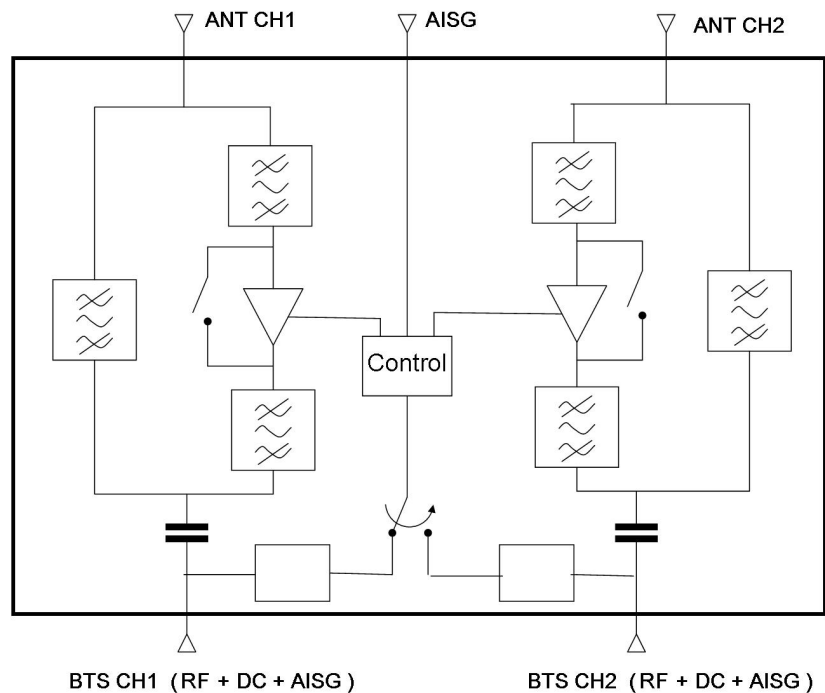 ANT CH1
AISG
ANT CH2
Control
BTS CH1 ( RF + DC + AISG )
BTS CH2 ( RF + DC + AISG )